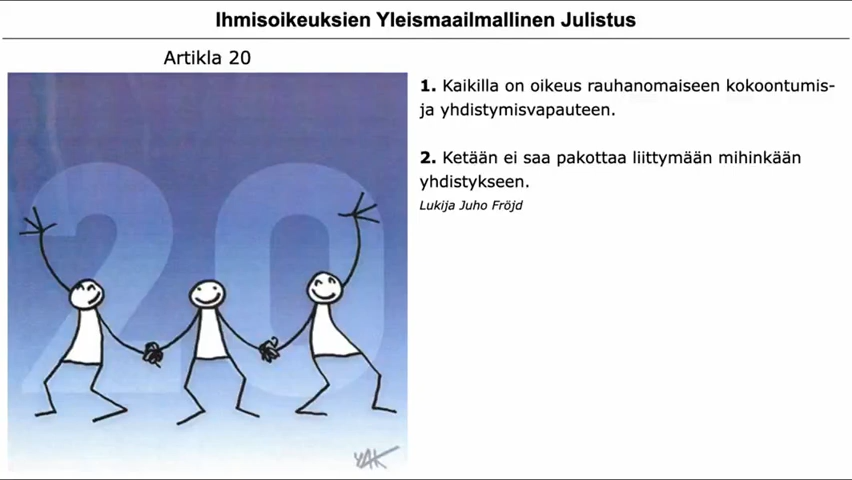 Ihmisoikeuksien Yleismaailmallinen Julistus
Artikla 20
1. Kaikilla on oikeus rauhanomaiseen kokoontumis-
ja yhdistymisvapauteen.
2. Ketään ei saa pakottaa liittymään mihinkään
yhdistykseen.
Lukija Juho Fröjd
20
YAK